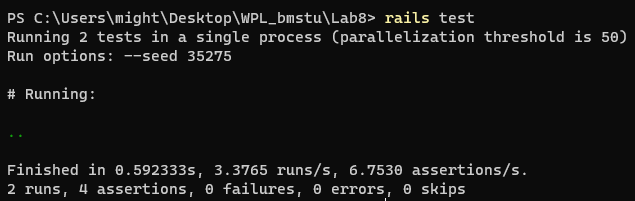 PS C:\Users\might\Desktop\WPL_bmstu\Lab8> rails test
Running 2 tests in a single process (parallelization threshold is 50)
Run options: --seed 35275
# Running:
..
Finished in 0.592333s, 3.3765 runs/s, 6.7530 assertions/s.
2 runs, 4 assertions, 0 failures, 0 errors, 0 skips